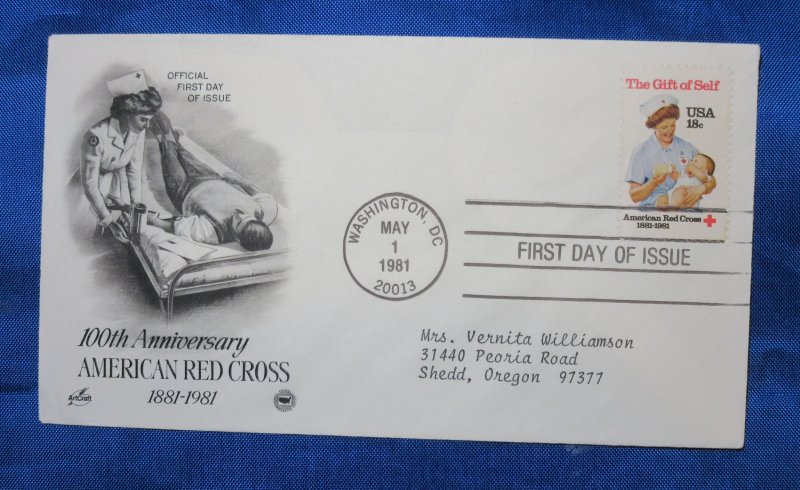 OFFICIAL
FIRST DAY
OF ISSUE
The Gift of Self
USA
18c
American Red Cross
1881-1981
WASHINGTON, DC
MAY
1
1981
20013
FIRST DAY OF ISSUE
Mrs. Vernita Williamson
31440 Peoria Road
Shedd, Oregon 97377
100th Anniversary
AMERICAN RED CROSS
1881-1981
ArtCraft